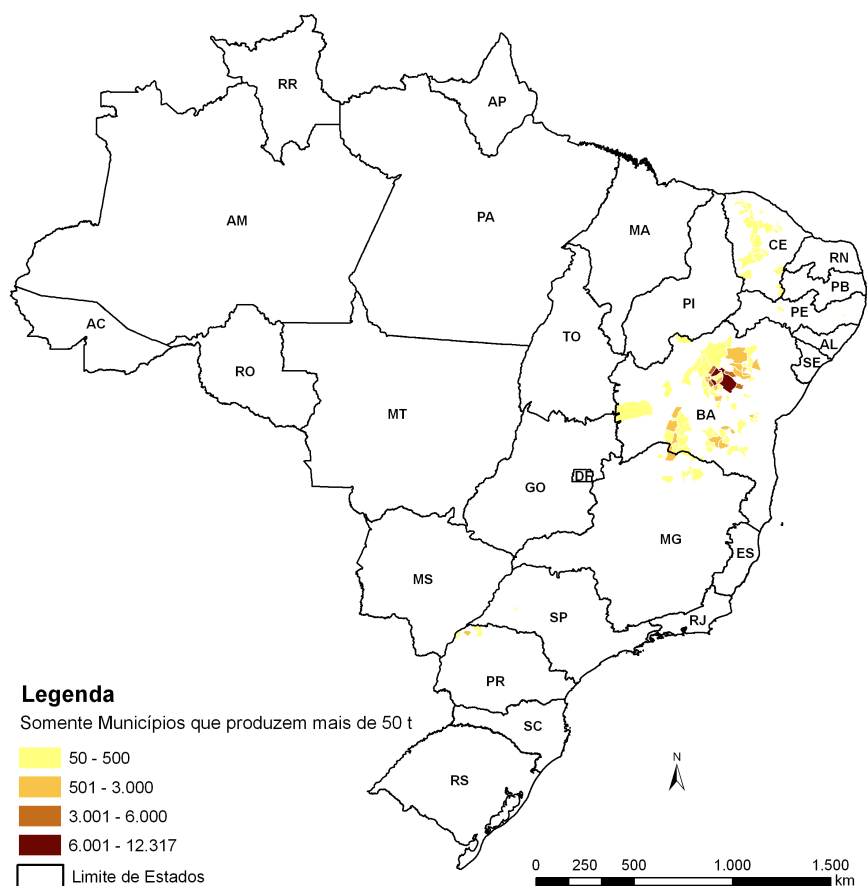 RR
AP
AM
PA
MA
CE
RN
PB
PE
PI
AL
SE
AC
TO
RO
BA
MT
DF
GO
MG
ES
MS
SP
RJ
PR
SC
RS
Legenda
Somente Municípios que produzem mais de 50 t
50 - 500
501 - 3.000
3.001 - 6.000
6.001 - 12.317
Limite de Estados
N
0 250 500 1.000 1.500
km